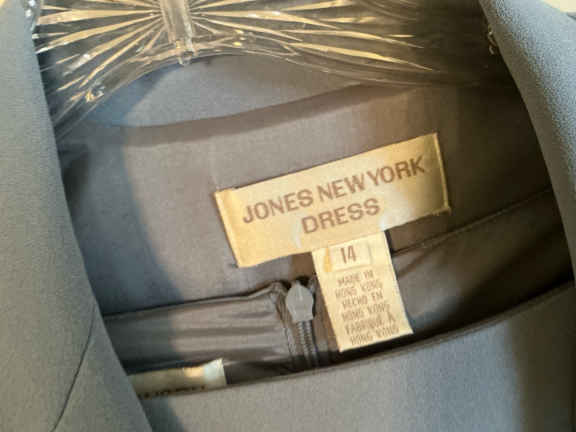 JONES NEW YORK
DRESS
14
MADE IN
HONG KONG
HECHO EN
HONG KONG
FABRIQUE A
HONG KONG